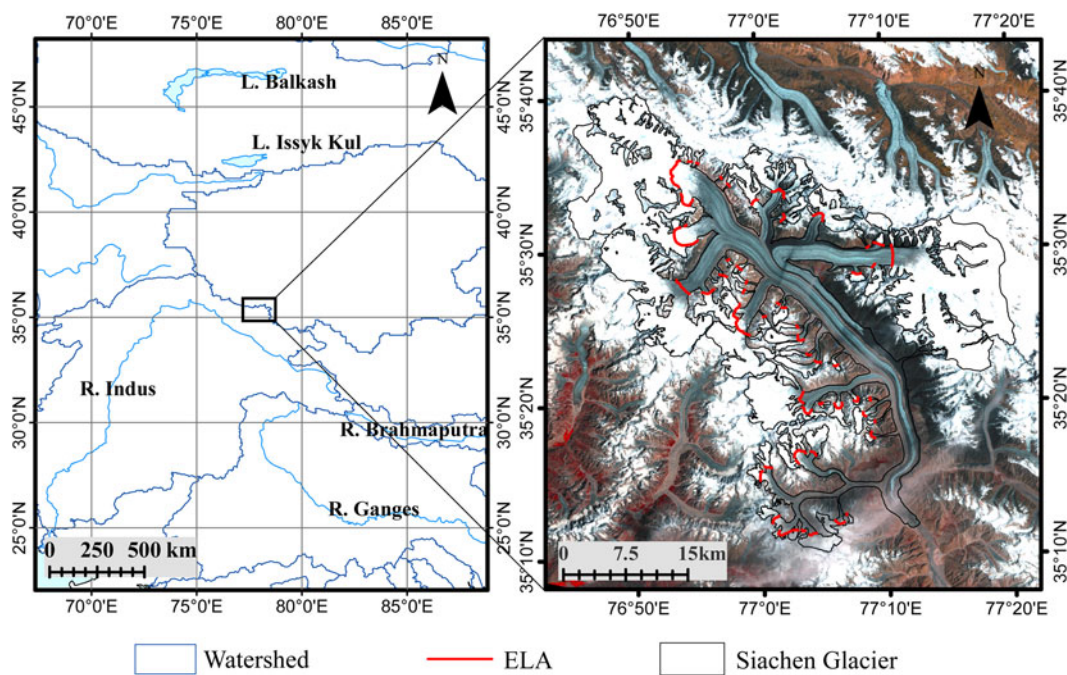 70°0'E 75°0'E 80°0'E 85°0'E
76°50'E 77°0'E 77°10'E 77°20'E
N
L. Balkash
L. Issyk Kul
R. Indus
R. Brahmaputra
R. Ganges
45°0'N
40°0'N
35°0'N
30°0'N
25°0'N
45°0'N
40°0'N
35°0'N
30°0'N
25°0'N
0 250 500 km
70°0'E 75°0'E 80°0'E 85°0'E
N
35°40'N
35°30'N
35°20'N
35°10'N
35°40'N
35°30'N
35°20'N
35°10'N
0 7.5 15km
76°50'E 77°0'E 77°10'E 77°20'E
Watershed ELA Siachen Glacier